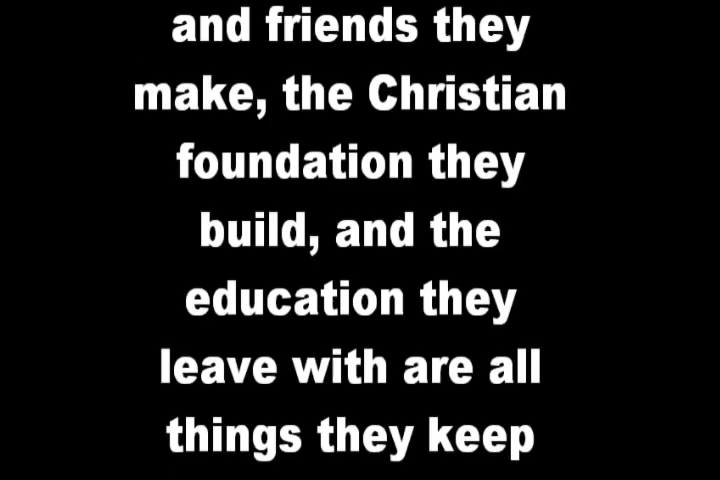 and friends they
make, the Christian
foundation they
build, and the
education they
leave with are all
things they keep